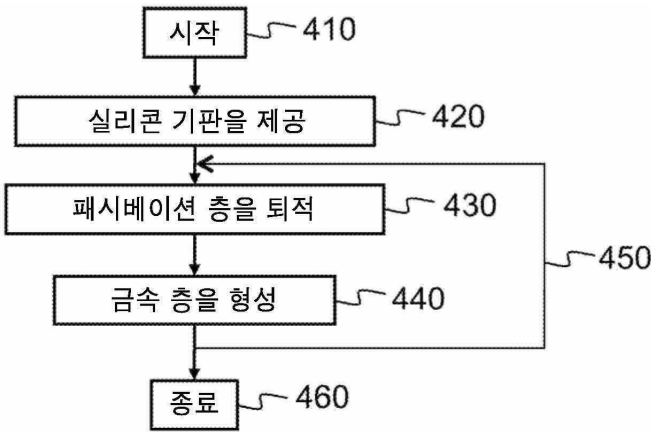 시작 410
실리콘 기판을 제공 420
패시베이션 층을 퇴적 430
450
금속 층을 형성 440
종료 460